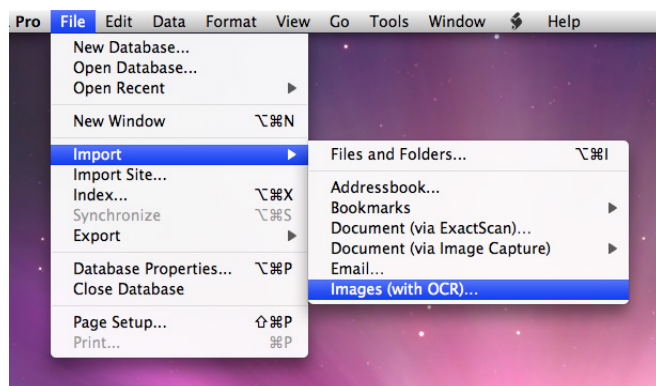 Pro File Edit Data Format View Go Tools Window Help
New Database...
Open Database...
Open Recent
New Window ⌥⌘N
Import
Import Site...
Index... ⌥⌘X
Synchronize ⌥⌘S
Export
Database Properties... ⌥⌘P
Close Database
Page Setup... ⇧⌘P
Print... ⌘P
Files and Folders... ⌥⌘I
Addressbook...
Bookmarks
Document (via ExactScan)...
Document (via Image Capture)
Email...
Images (with OCR)...